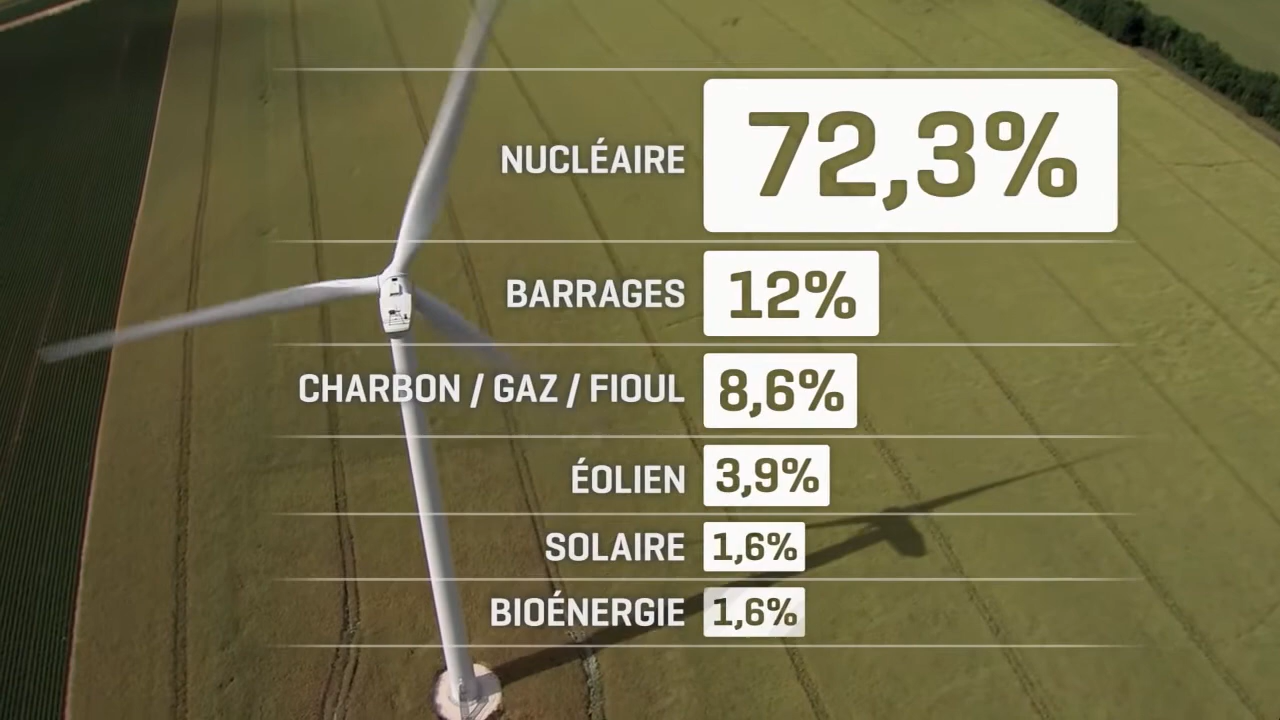 NUCLÉAIRE 72,3%
BARRAGES 12%
CHARBON / GAZ / FIOUL 8,6%
ÉOLIEN 3,9%
SOLAIRE 1,6%
BIOÉNERGIE 1,6%